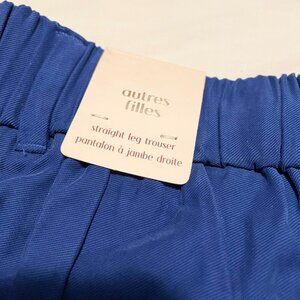 autres
filles
straight leg trouser
pantalon à jambe droite